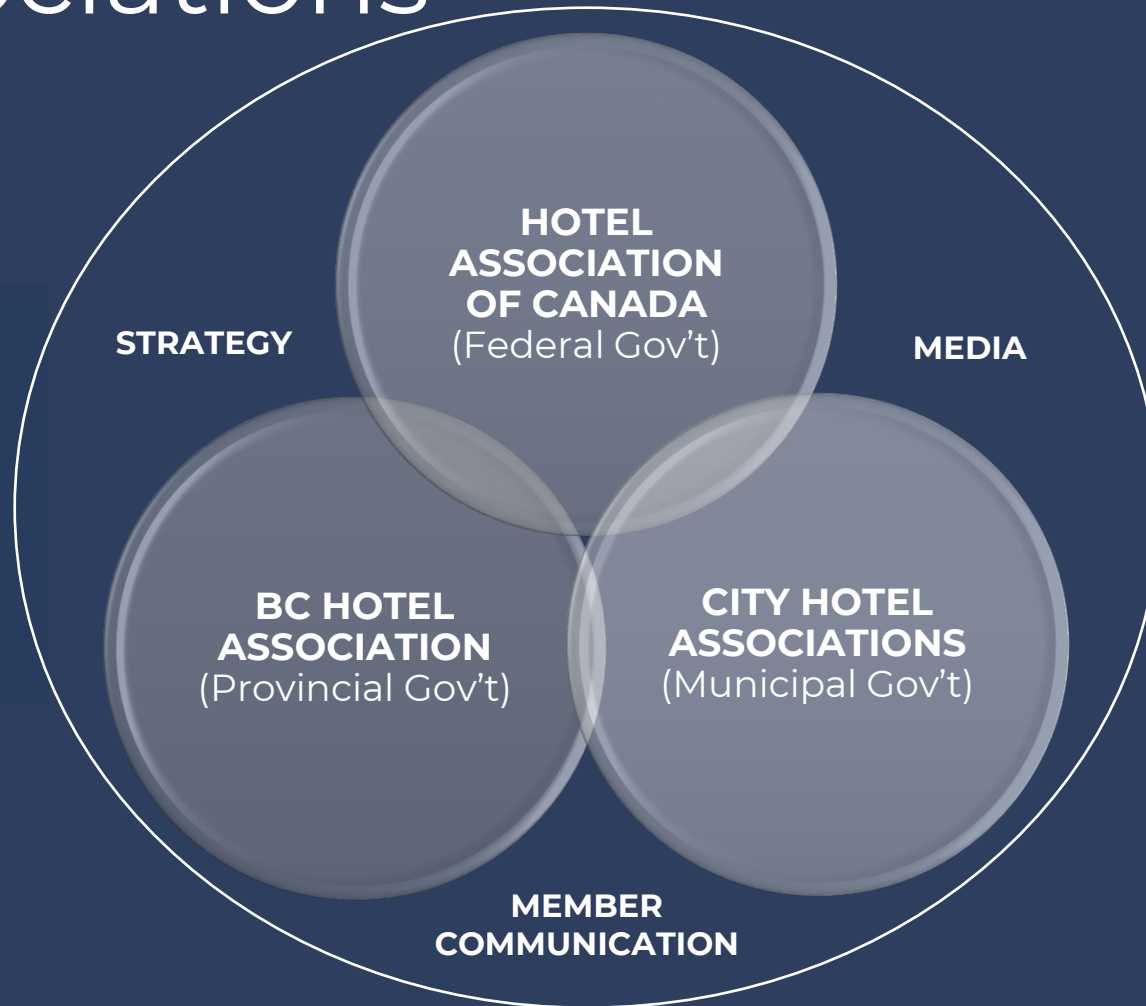 HOTEL
ASSOCIATION
OF CANADA
(Federal Gov’t)
STRATEGY
MEDIA
BC HOTEL
ASSOCIATION
(Provincial Gov’t)
CITY HOTEL
ASSOCIATIONS
(Municipal Gov’t)
MEMBER
COMMUNICATION